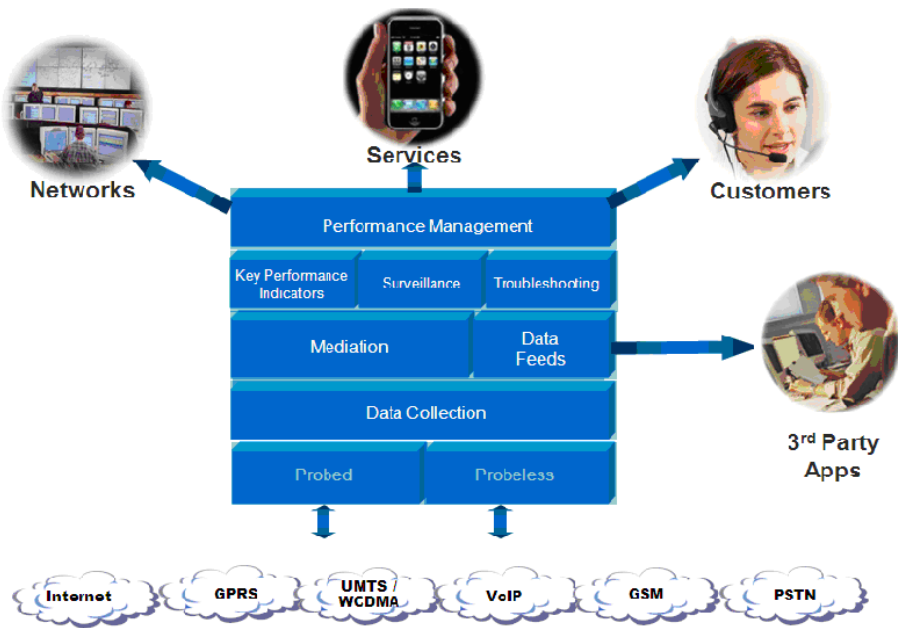 Services
Networks
Customers
Performance Management
Key Performance
Indicators
Surveillance
Troubleshooting
Mediation
Data
Feeds
Data Collection
3rd Party
Apps
Probed
Probeless
Internet
GPRS
UMTS /
WCDMA
VoIP
GSM
PSTN